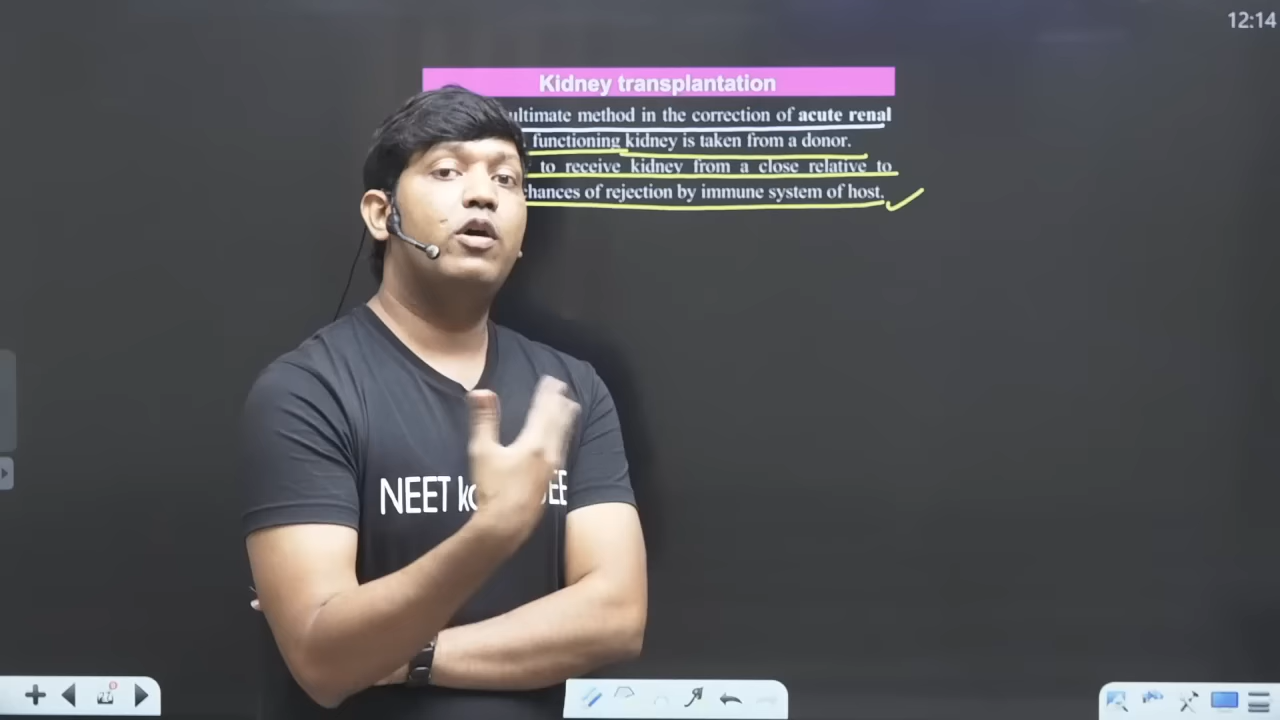 12:14
Kidney transplantation
ultimate method in the correction of acute renal
functioning kidney is taken from a donor.
to receive kidney from a close relative to
chances of rejection by immune system of host.
NEET